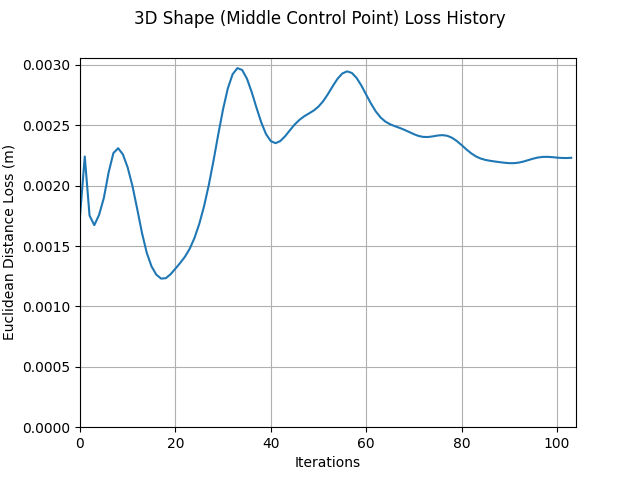 3D Shape (Middle Control Point) Loss History
0.0030
0.0025
0.0020
0.0015
0.0010
0.0005
0.0000
Euclidean Distance Loss (m)
0 20 40 60 80 100
Iterations